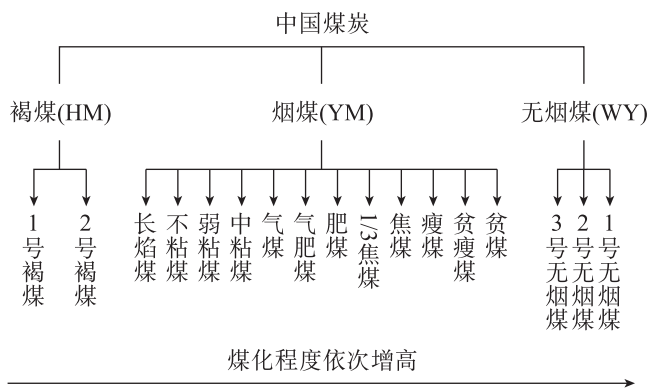 中国煤炭
褐煤(HM)
烟煤(YM)
无烟煤(WY)
1号褐煤
2号褐煤
长焰煤
不粘煤
弱粘煤
中粘煤
气煤
气肥煤
肥煤
1/3焦煤
焦煤
瘦煤
贫瘦煤
贫煤
3号无烟煤
2号无烟煤
1号无烟煤
煤化程度依次增高